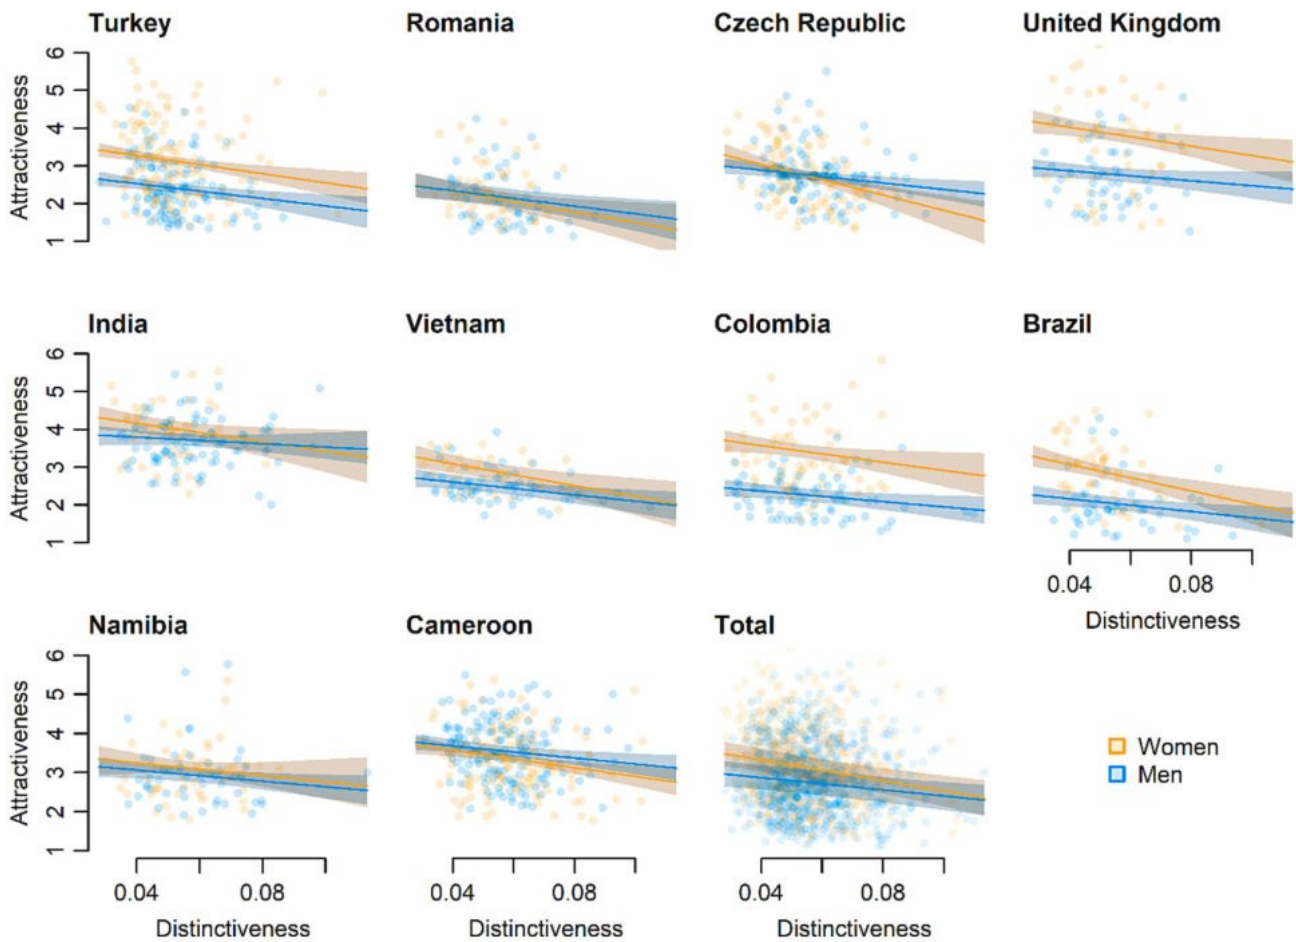 Turkey
Romania
Czech Republic
United Kingdom
Attractiveness
6
5
4
3
2
1
India
Vietnam
Colombia
Brazil
Attractiveness
6
5
4
3
2
1
0.04
0.08
Distinctiveness
Namibia
Cameroon
Total
Attractiveness
6
5
4
3
2
1
Women
Men
0.04
0.08
0.04
0.08
0.04
0.08
Distinctiveness
Distinctiveness
Distinctiveness